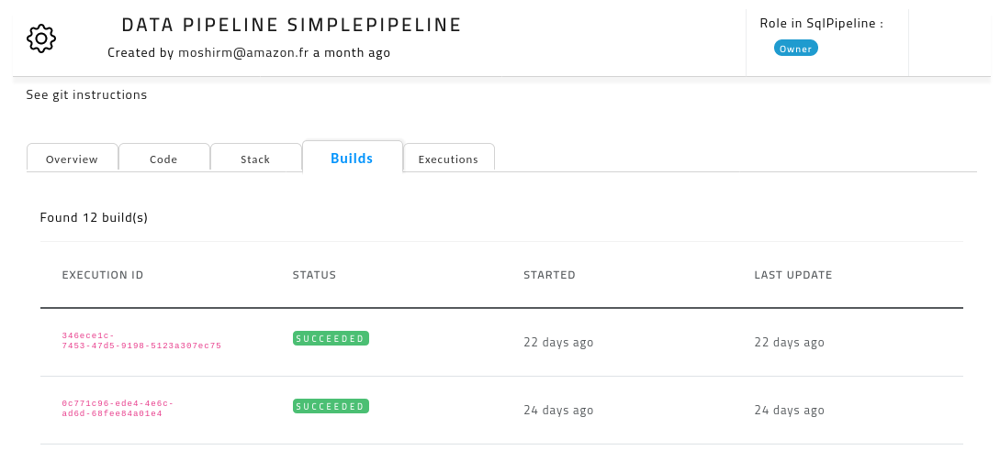 DATA PIPELINE SIMPLEPIPELINE
Created by moshirm@amazon.fr a month ago
Role in SqlPipeline :
Owner
See git instructions
Overview
Code
Stack
Builds
Executions
Found 12 build(s)
EXECUTION ID STATUS STARTED LAST UPDATE
346ece1c-
7453-47d5-9198-5123a307ec75
SUCCEEDED
22 days ago
22 days ago
0c771c96-ede4-4e6c-
ad6d-68fee84a01e4
SUCCEEDED
24 days ago
24 days ago